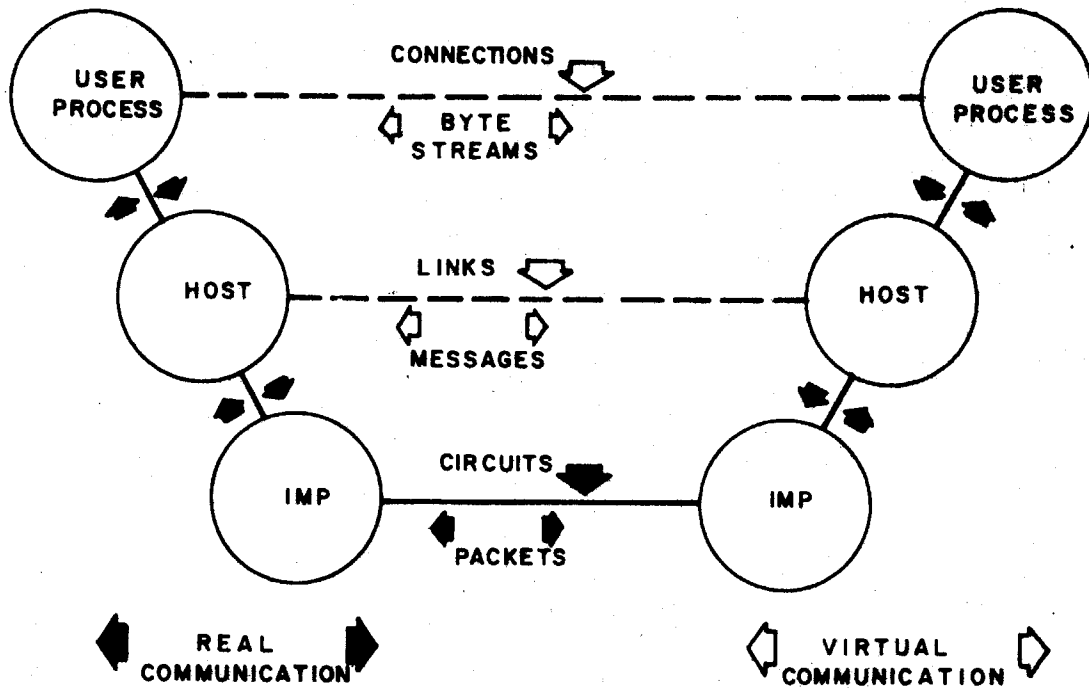 CONNECTIONS
USER
PROCESS
USER
PROCESS
BYTE
STREAMS
LINKS
HOST
HOST
MESSAGES
CIRCUITS
IMP
IMP
PACKETS
REAL
COMMUNICATION
VIRTUAL
COMMUNICATION